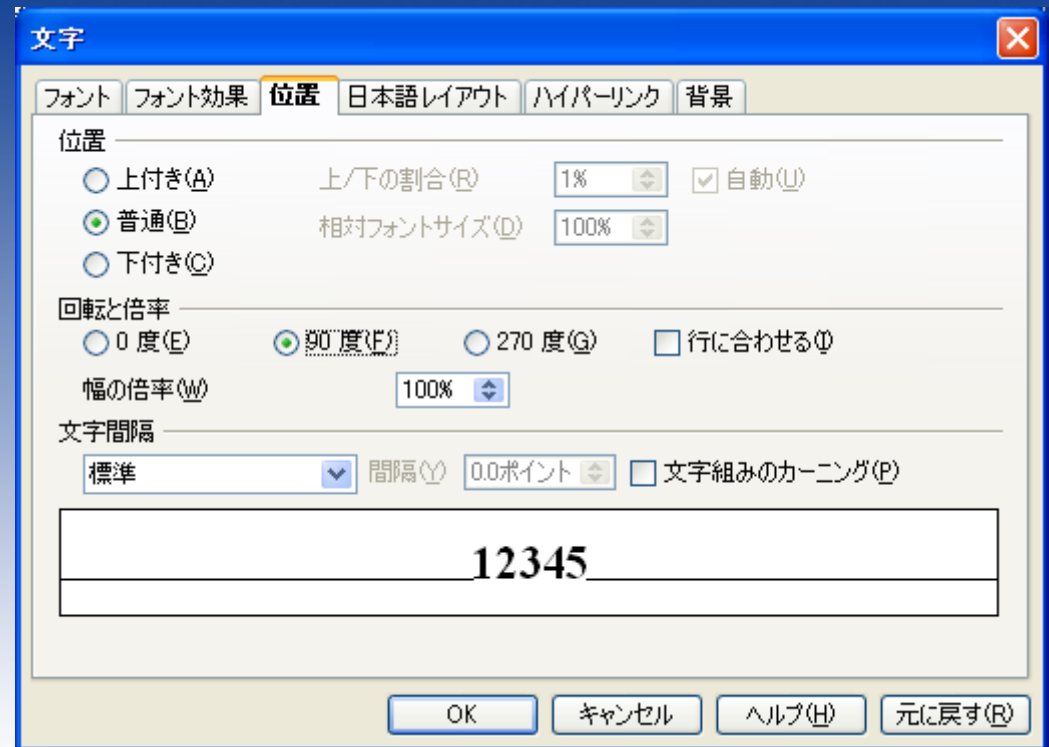 文字
フォント フォント効果 位置 日本語レイアウト ハイパーリンク 背景
位置
上付き(A) 上/下の割合(R) 1% 自動(U)
普通(B) 相対フォントサイズ(D) 100%
下付き(C)
回転と倍率
0 度(E) 90 度(F) 270 度(G) 行に合わせる(I)
幅の倍率(W) 100%
文字間隔
標準 間隔(Y) 0.0ポイント 文字組みのカーニング(P)
12345
OK キャンセル ヘルプ(H) 元に戻す(R)